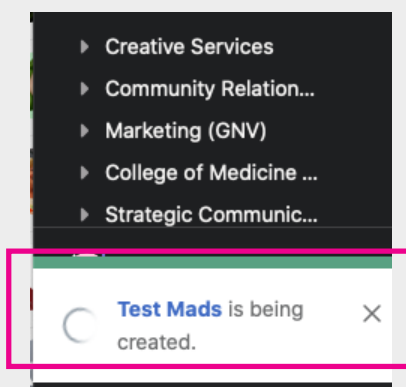 Creative Services
Community Relation...
Marketing (GNV)
College of Medicine ...
Strategic Communic...
Test Mads is being
created.